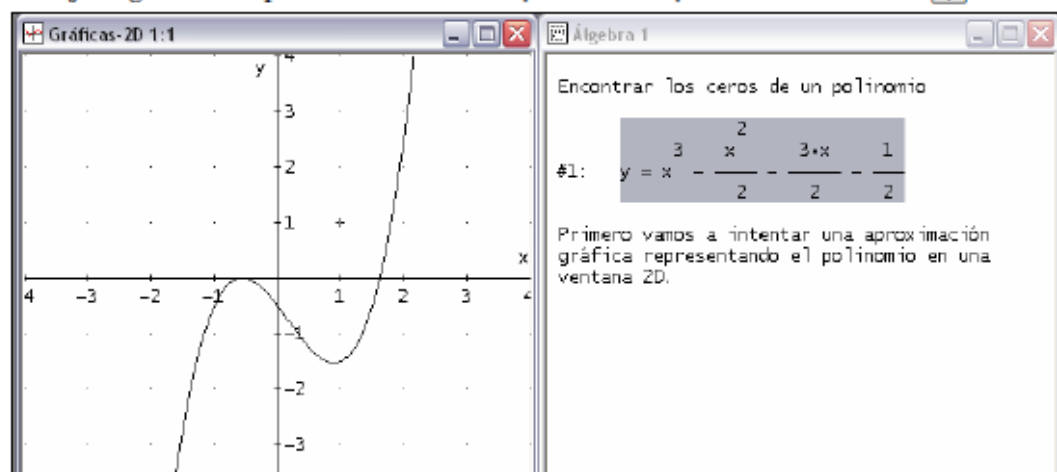 Gráficas-2D 1:1
y
4
3
2
1
x
4 -3 -2 -1 1 2 3 4
-1
-2
-3
Álgebra 1
Encontrar los ceros de un polinomio
#1: y = x^3 - x^2/2 - 3·x/2 - 1/2
Primero vamos a intentar una aproximación
gráfica representando el polinomio en una
ventana 2D.